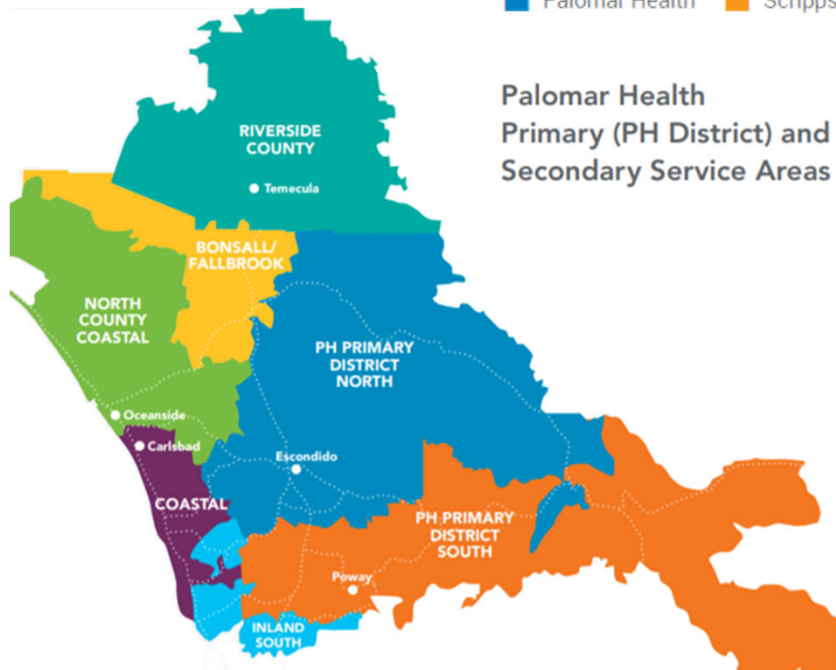 Palomar Health
Scripps
Palomar Health
Primary (PH District) and
Secondary Service Areas
RIVERSIDE
COUNTY
Temecula
BONSALL/
FALLBROOK
NORTH
COUNTY
COASTAL
PH PRIMARY
DISTRICT
NORTH
Oceanside
Carlsbad
Escondido
COASTAL
PH PRIMARY
DISTRICT
SOUTH
Poway
INLAND
SOUTH